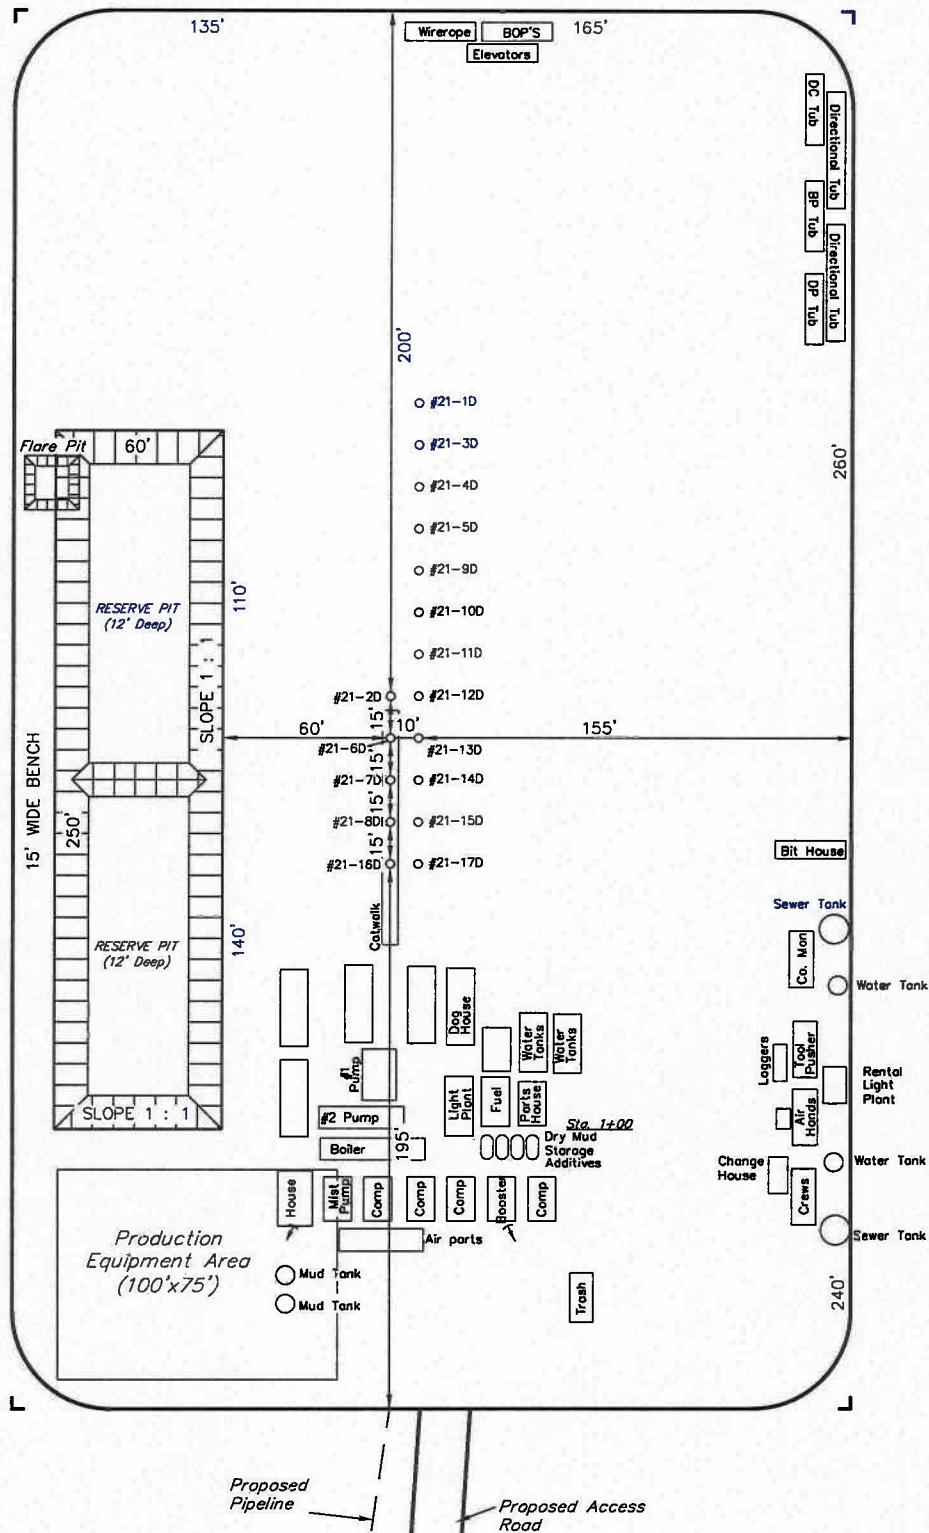 135'
Wirerope
BOP'S
165'
Elevators
DC Tub
Directional Tub
BP Tub
Directional Tub
DP Tub
200'
260'
#21-1D
#21-3D
#21-4D
#21-5D
#21-9D
#21-10D
#21-11D
#21-2D
#21-12D
Flare Pit
60'
RESERVE PIT
(12' Deep)
110'
SLOPE 1 : 1
60'
15'
10'
155'
#21-6D
#21-13D
15'
#21-7D
#21-14D
15'
#21-8D
#21-15D
15'
#21-16D
#21-17D
15' WIDE BENCH
250'
RESERVE PIT
(12' Deep)
140'
SLOPE 1 : 1
Catwalk
Bit House
Sewer Tank
Co. Man
Water Tank
Dog
House
Water
Tanks
Water
Tanks
#1
Pump
Loggers
Tool
Pusher
Rental
Light
Plant
Light
Plant
Fuel
Parts
House
Air
Hands
#2 Pump
Sta. 1+00
Boiler
195'
Dry Mud
Storage
Additives
Change
House
Water Tank
Crews
House
Mist
Pump
Comp
Comp
Comp
Booster
Comp
Air parts
Sewer Tank
Production
Equipment Area
(100'x75')
Mud Tank
Mud Tank
Trash
240'
Proposed
Pipeline
Proposed Access
Road